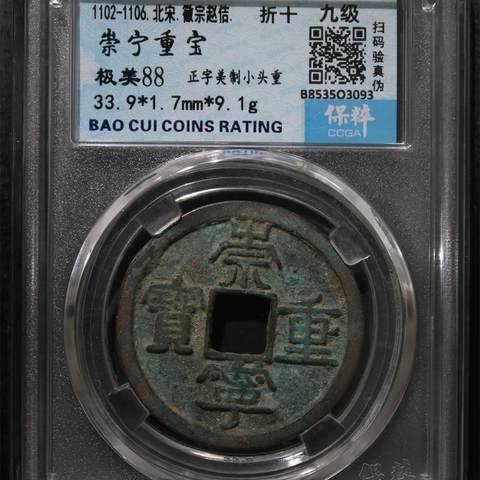 1102-1106.北宋.徽宗赵佶. 折十 九级
崇宁重宝
极美88 正字美制小头重
33.9*1.7mm*9.1g
BAO CUI COINS RATING
扫码验真伪
B8535O3093
保粹
CCGA
崇
寶 重
寧